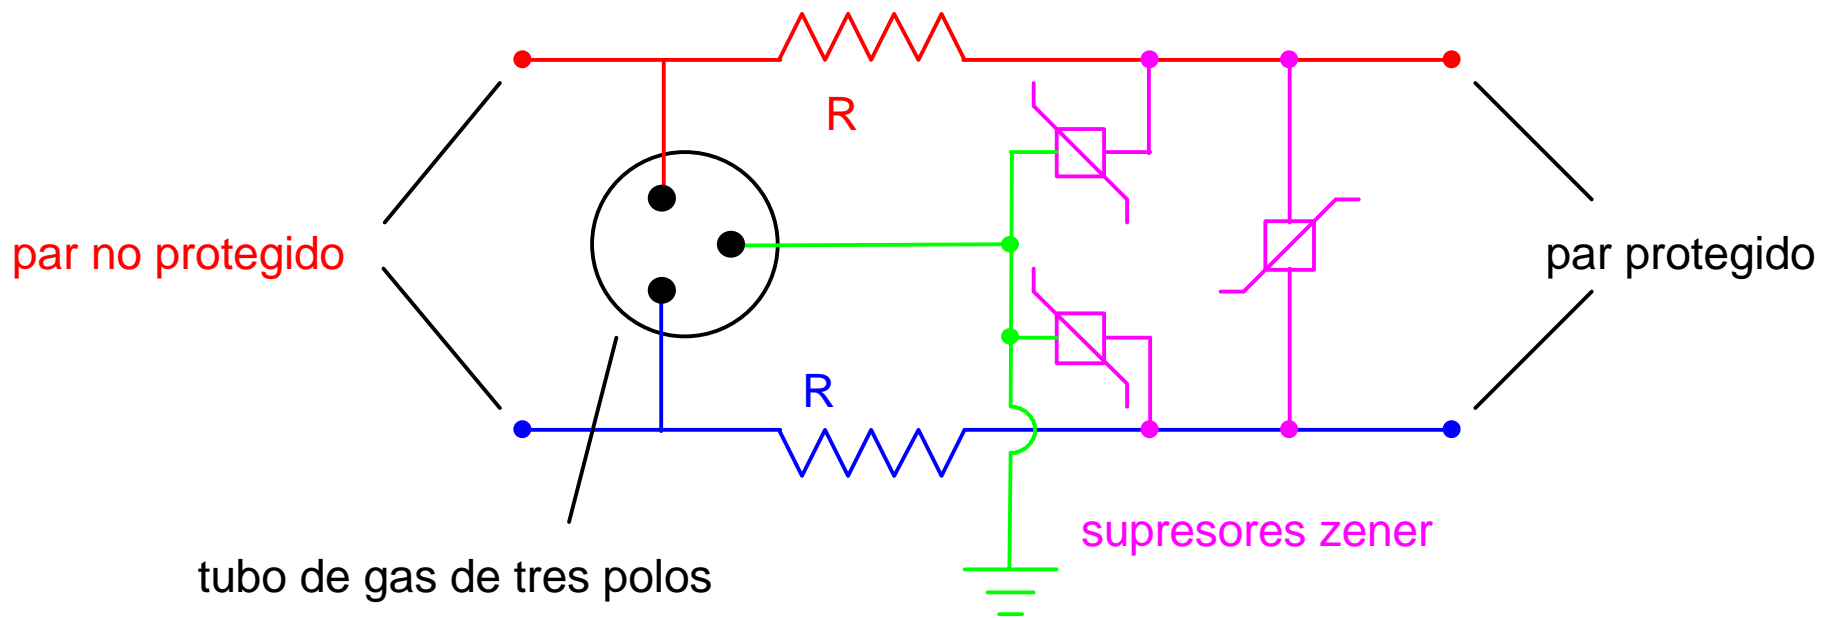 R
par no protegido
par protegido
R
supresores zener
tubo de gas de tres polos